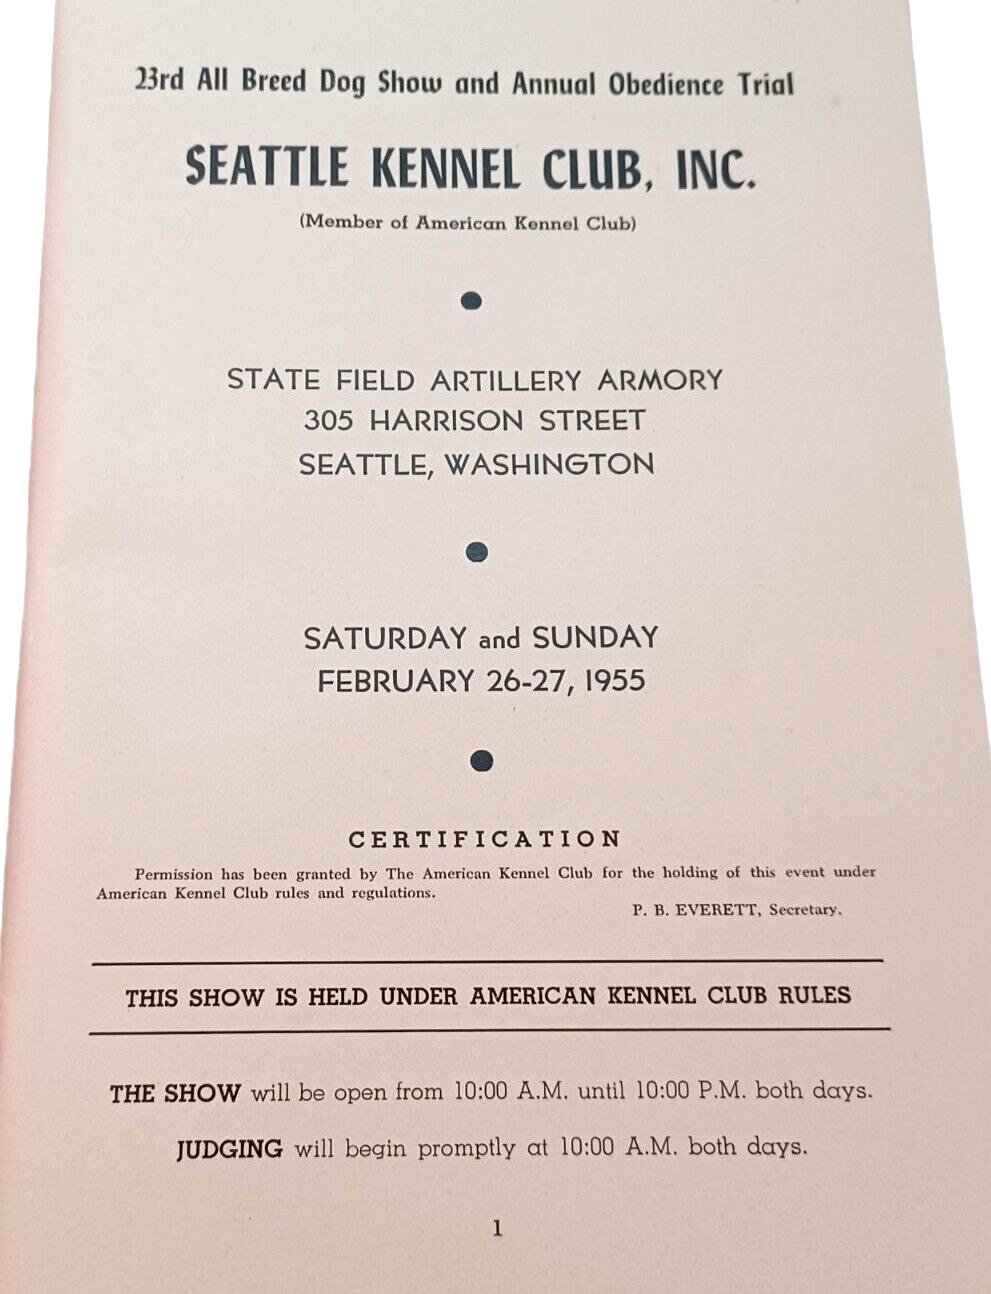 23rd All Breed Dog Show and Annual Obedience Trial
SEATTLE KENNEL CLUB, INC.
(Member of American Kennel Club)
STATE FIELD ARTILLERY ARMORY
305 HARRISON STREET
SEATTLE, WASHINGTON
SATURDAY and SUNDAY
FEBRUARY 26-27, 1955
CERTIFICATION
Permission has been granted by The American Kennel Club for the holding of this event under
American Kennel Club rules and regulations.
P. B. EVERETT, Secretary.
THIS SHOW IS HELD UNDER AMERICAN KENNEL CLUB RULES
THE SHOW will be open from 10:00 A.M. until 10:00 P.M. both days.
JUDGING will begin promptly at 10:00 A.M. both days.
1